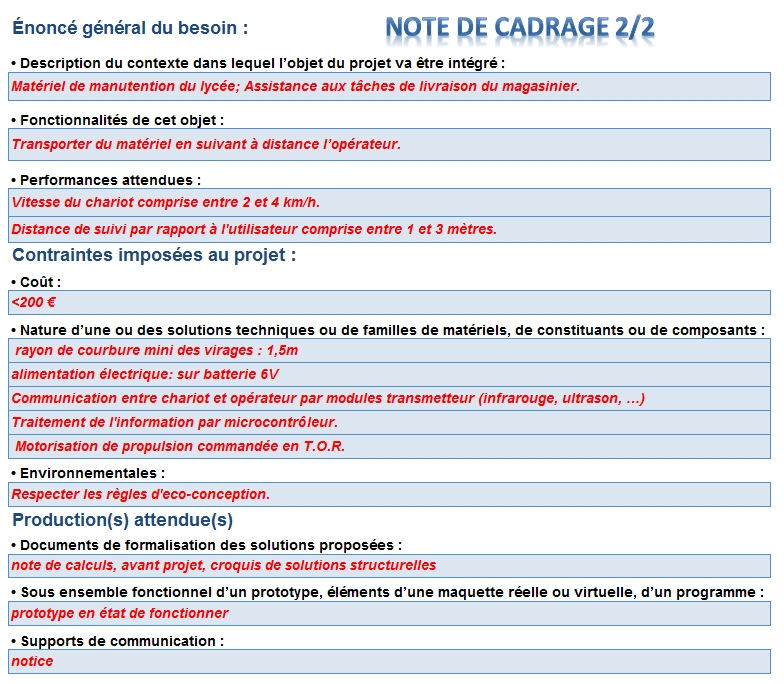 Énoncé général du besoin :
NOTE DE CADRAGE 2/2
• Description du contexte dans lequel l’objet du projet va être intégré :
Matériel de manutention du lycée; Assistance aux tâches de livraison du magasinier.
• Fonctionnalités de cet objet :
Transporter du matériel en suivant à distance l’opérateur.
• Performances attendues :
Vitesse du chariot comprise entre 2 et 4 km/h.
Distance de suivi par rapport à l'utilisateur comprise entre 1 et 3 mètres.
Contraintes imposées au projet :
• Coût :
<200 €
• Nature d’une ou des solutions techniques ou de familles de matériels, de constituants ou de composants :
rayon de courbure mini des virages : 1,5m
alimentation électrique: sur batterie 6V
Communication entre chariot et opérateur par modules transmetteur (infrarouge, ultrason, …)
Traitement de l'information par microcontrôleur.
Motorisation de propulsion commandée en T.O.R.
• Environnementales :
Respecter les règles d'eco-conception.
Production(s) attendue(s)
• Documents de formalisation des solutions proposées :
note de calculs, avant projet, croquis de solutions structurelles
• Sous ensemble fonctionnel d’un prototype, éléments d’une maquette réelle ou virtuelle, d’un programme :
prototype en état de fonctionner
• Supports de communication :
notice